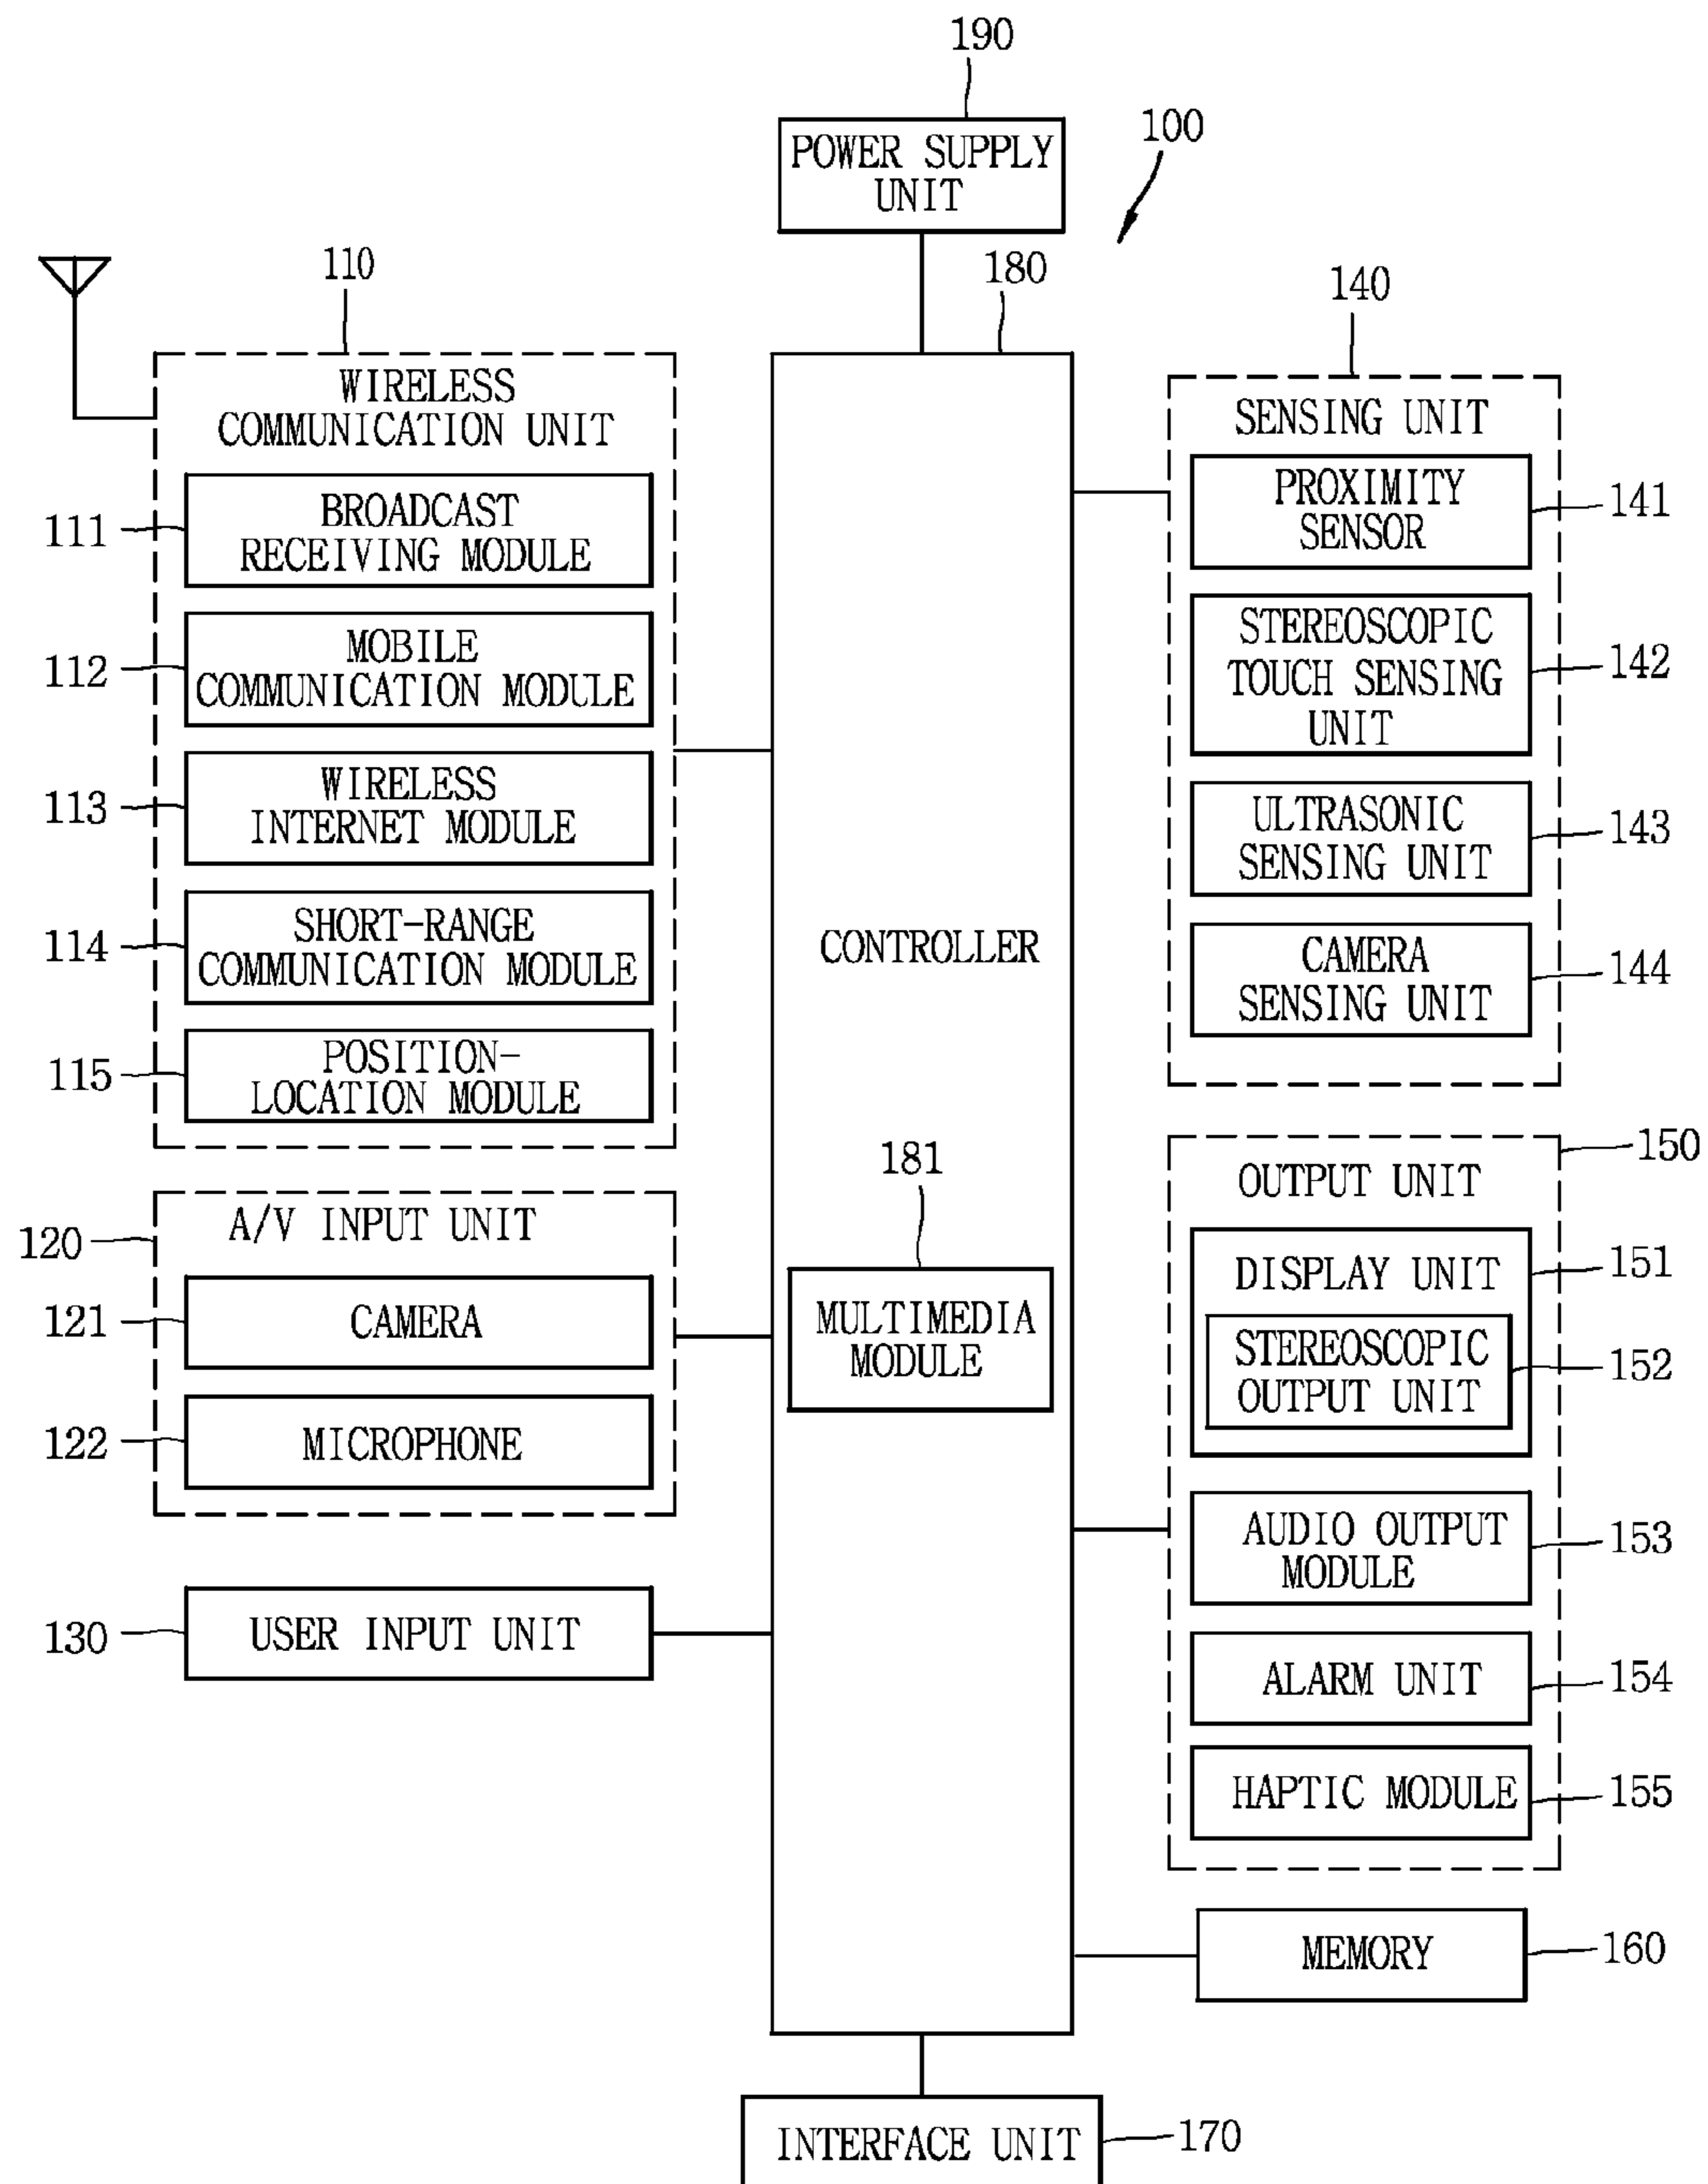 190
POWER SUPPLY
UNIT
100
180
110
WIRELESS
COMMUNICATION UNIT
111
BROADCAST
RECEIVING MODULE
112
MOBILE
COMMUNICATION MODULE
113
WIRELESS
INTERNET MODULE
114
SHORT-RANGE
COMMUNICATION MODULE
115
POSITION-
LOCATION MODULE
120
A/V INPUT UNIT
121
CAMERA
122
MICROPHONE
130
USER INPUT UNIT
CONTROLLER
181
MULTIMEDIA
MODULE
140
SENSING UNIT
PROXIMITY
SENSOR
141
STEREOSCOPIC
TOUCH SENSING
UNIT
142
ULTRASONIC
SENSING UNIT
143
CAMERA
SENSING UNIT
144
150
OUTPUT UNIT
DISPLAY UNIT
151
STEREOSCOPIC
OUTPUT UNIT
152
AUDIO OUTPUT
MODULE
153
ALARM UNIT
154
HAPTIC MODULE
155
MEMORY
160
INTERFACE UNIT
170